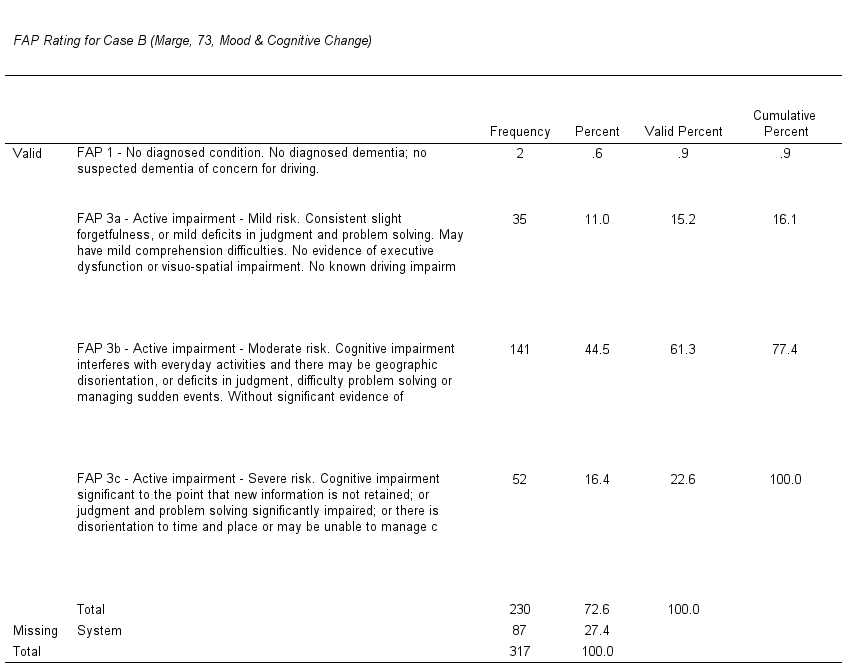 FAP Rating for Case B (Marge, 73, Mood & Cognitive Change)
Cumulative
Frequency Percent Valid Percent Percent
Valid FAP 1 - No diagnosed condition. No diagnosed dementia; no 2 .6 .9 .9
suspected dementia of concern for driving.
FAP 3a - Active impairment - Mild risk. Consistent slight 35 11.0 15.2 16.1
forgetfulness, or mild deficits in judgment and problem solving. May
have mild comprehension difficulties. No evidence of executive
dysfunction or visuo-spatial impairment. No known driving impairm
FAP 3b - Active impairment - Moderate risk. Cognitive impairment 141 44.5 61.3 77.4
interferes with everyday activities and there may be geographic
disorientation, or deficits in judgment, difficulty problem solving or
managing sudden events. Without significant evidence of
FAP 3c - Active impairment - Severe risk. Cognitive impairment 52 16.4 22.6 100.0
significant to the point that new information is not retained; or
judgment and problem solving significantly impaired; or there is
disorientation to time and place or may be unable to manage c
Total 230 72.6 100.0
Missing System 87 27.4
Total 317 100.0